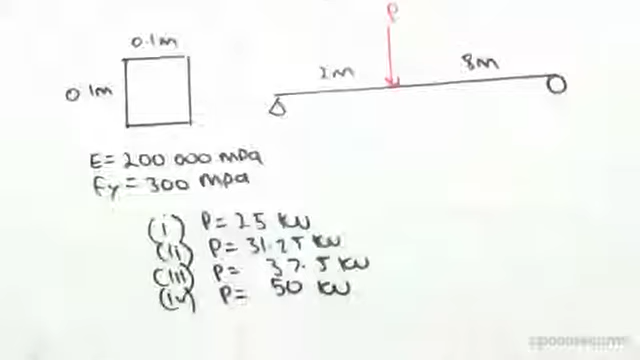 0.1m
P
0.1m
2m
8m
E = 200 000 mpa
Fy = 300 mpa
(i) P = 25 KN
(ii) P = 31.25 KN
(iii) P = 37.5 KN
(iv) P = 50 KN